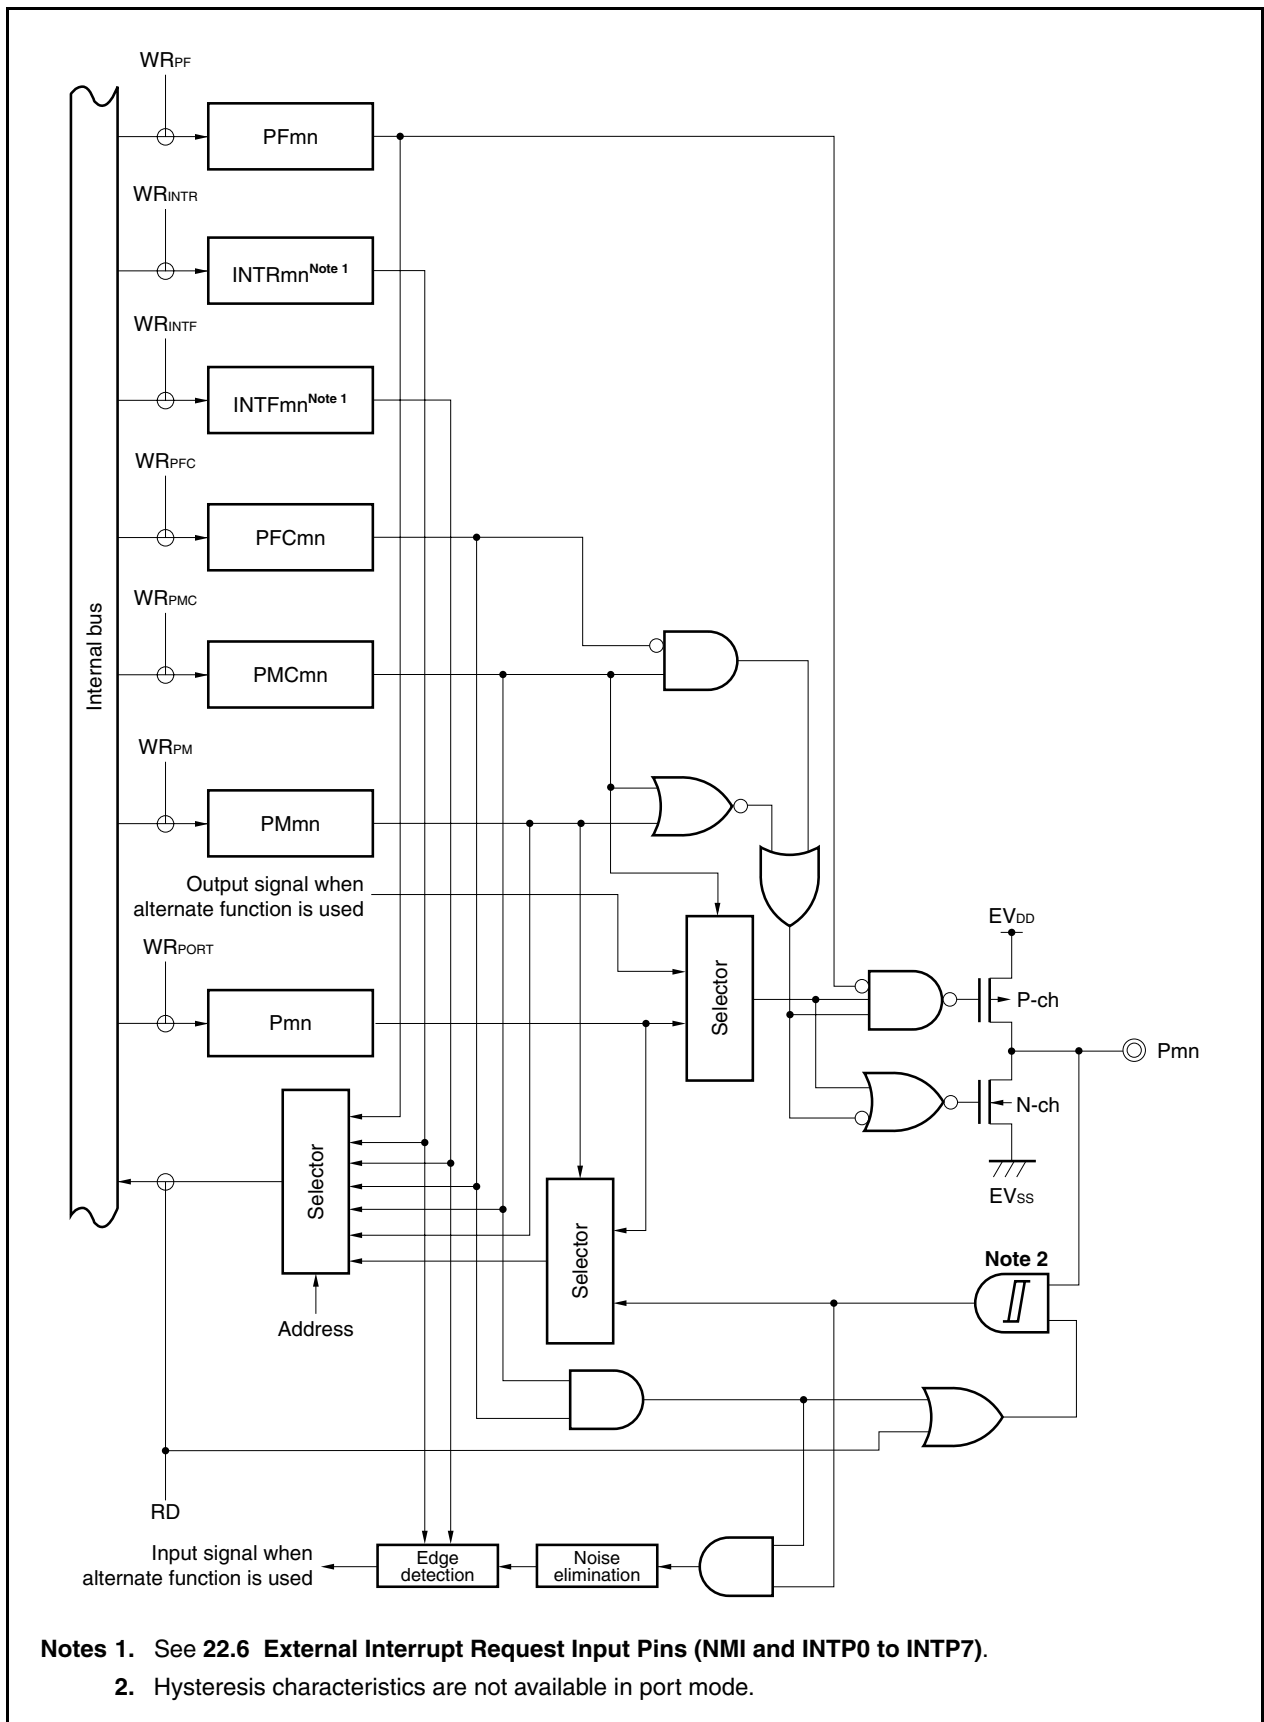 WRPF
PFmn
WRINTR
INTRmnNote 1
WRINTF
INTFmnNote 1
WRPFC
PFCmn
WRPMC
Internal bus
PMCmn
WRPM
PMmn
Output signal when
alternate function is used
WRPORT
Pmn
Selector
EVDD
P-ch
Pmn
N-ch
EVSS
Selector
Selector
Address
Note 2
RD
Input signal when
alternate function is used
Edge
detection
Noise
elimination
Notes 1. See 22.6 External Interrupt Request Input Pins (NMI and INTP0 to INTP7).
2. Hysteresis characteristics are not available in port mode.